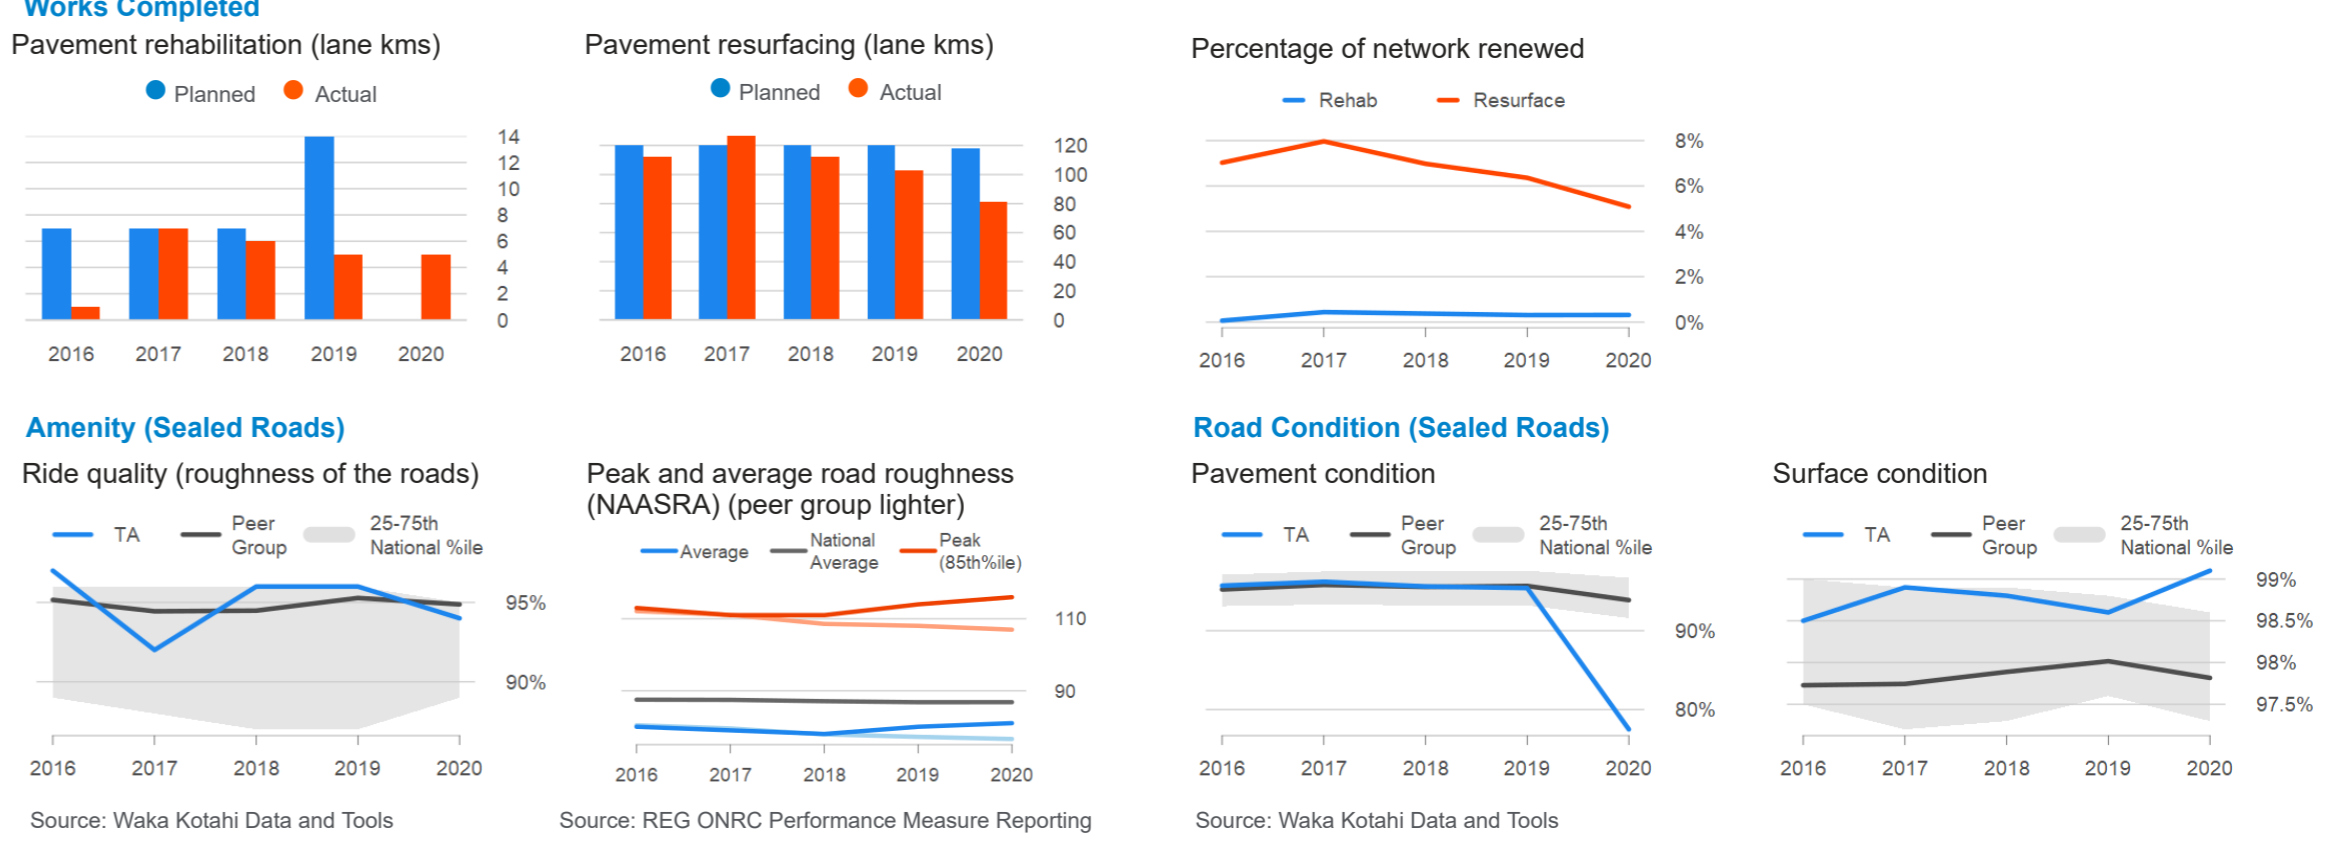 Works Completed
Pavement rehabilitation (lane kms)
Planned Actual
14
12
10
8
6
4
2
0
2016 2017 2018 2019 2020
Pavement resurfacing (lane kms)
Planned Actual
120
100
80
60
40
20
0
2016 2017 2018 2019 2020
Percentage of network renewed
Rehab Resurface
8%
6%
4%
2%
0%
2016 2017 2018 2019 2020
Amenity (Sealed Roads)
Ride quality (roughness of the roads)
TA Peer Group 25-75th National %ile
95%
90%
2016 2017 2018 2019 2020
Source: Waka Kotahi Data and Tools
Peak and average road roughness
(NAASRA) (peer group lighter)
Average National Average Peak (85th%ile)
110
90
2016 2017 2018 2019 2020
Source: REG ONRC Performance Measure Reporting
Road Condition (Sealed Roads)
Pavement condition
TA Peer Group 25-75th National %ile
90%
80%
2016 2017 2018 2019 2020
Source: Waka Kotahi Data and Tools
Surface condition
TA Peer Group 25-75th National %ile
99%
98.5%
98%
97.5%
2016 2017 2018 2019 2020